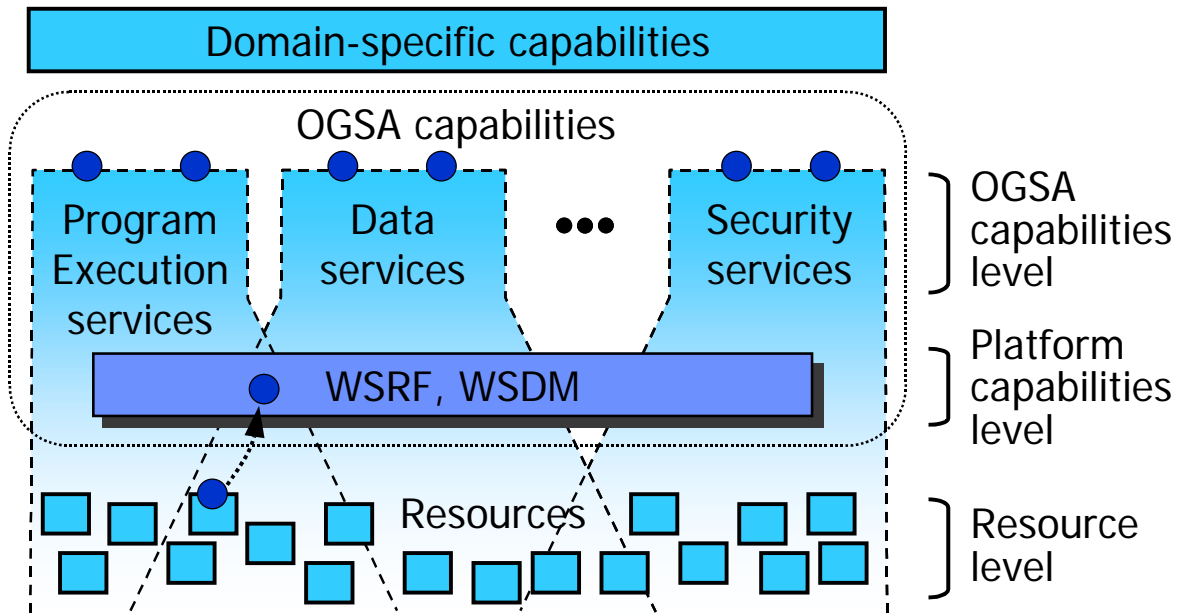 Domain-specific capabilities
OGSA capabilities
Program
Execution
services
Data
services
•••
Security
services
OGSA
capabilities
level
WSRF, WSDM
Platform
capabilities
level
Resources
Resource
level